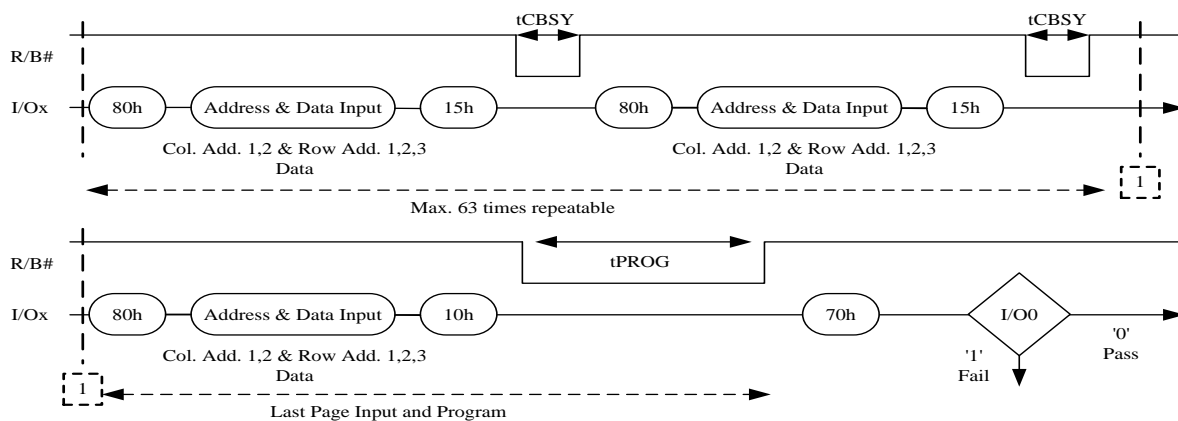 tCBSY tCBSY
R/B#
I/Ox 80h Address & Data Input 15h 80h Address & Data Input 15h
Col. Add. 1,2 & Row Add. 1,2,3 Col. Add. 1,2 & Row Add. 1,2,3
Data Data
1
Max. 63 times repeatable
R/B#
tPROG
I/Ox 80h Address & Data Input 10h 70h I/O0
'0'
Pass
Col. Add. 1,2 & Row Add. 1,2,3 '1'
Data Fail
1
Last Page Input and Program